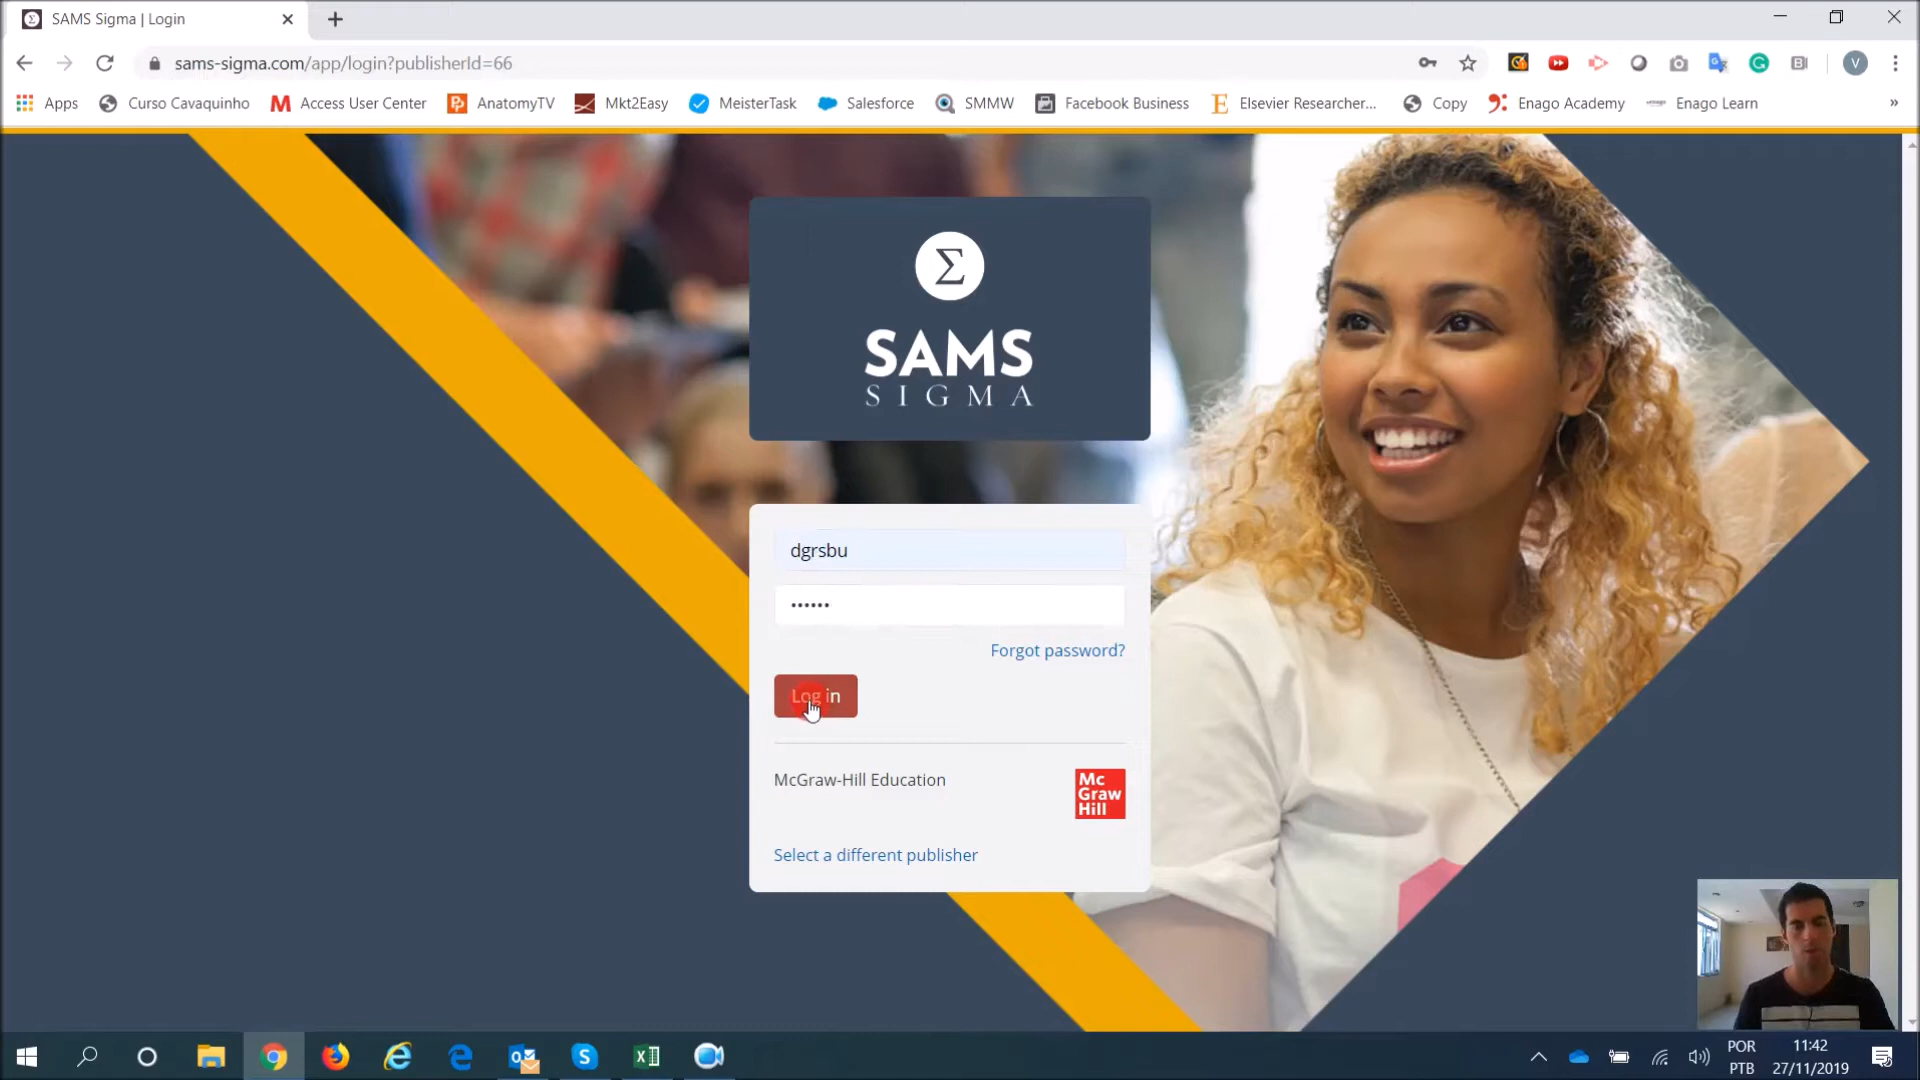 SAMS Sigma | Login
sams-sigma.com/app/login?publisherId=66
V
Apps
Curso Cavaquinho
Access User Center
AnatomyTV
Mkt2Easy
MeisterTask
Salesforce
SMMW
Facebook Business
Elsevier Researcher...
Copy
Enago Academy
Enago Learn
»
Σ
SAMS
SIGMA
dgrsbu
••••••
Forgot password?
Log in
McGraw-Hill Education
Mc
Graw
Hill
Select a different publisher
POR
PTB
11:42
27/11/2019